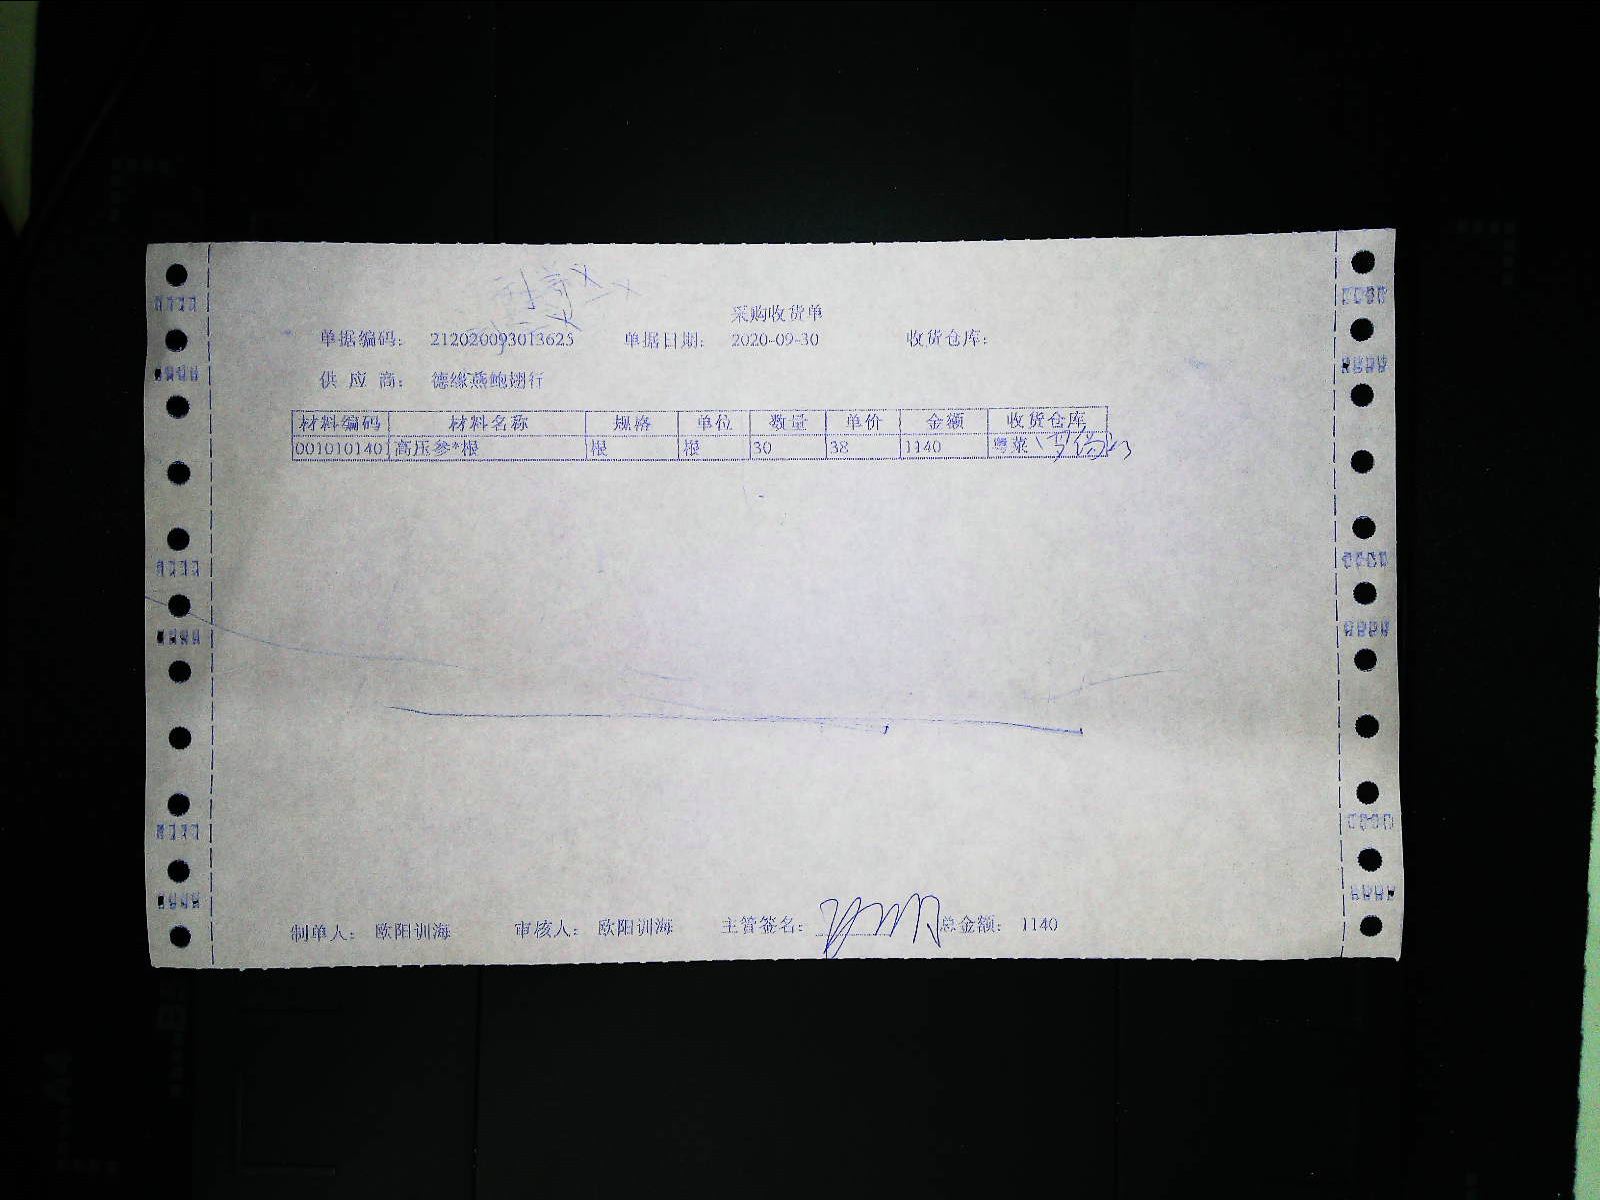 采购收货单
单据编码: 212020093013625 单据日期: 2020-09-30 收货仓库:
供应商: 德缘燕鲍翅行
材料编码 材料名称 规格 单位 数量 单价 金额 收货仓库
001010140 高压参*根 根 根 30 38 1140 粤菜
制单人: 欧阳训海 审核人: 欧阳训海 主管签名: 总金额: 1140